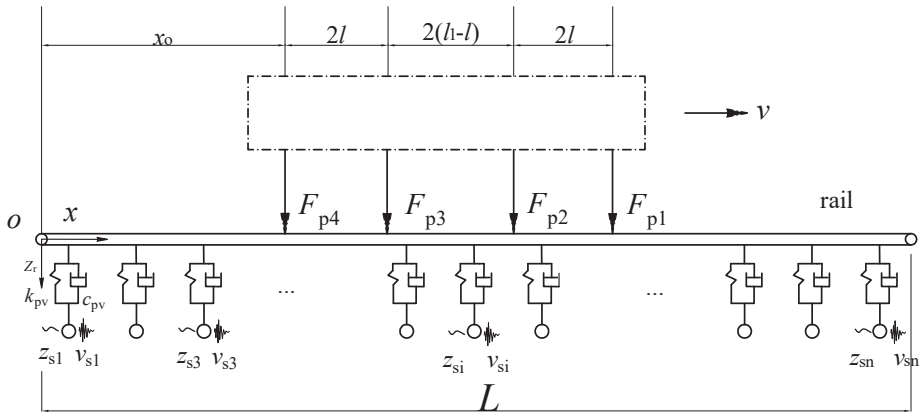 xₒ 2l 2(l₁-l) 2l
v
Fp4 Fp3 Fp2 Fp1 rail
o x
zr
kpv cpv ... ...
zs1 vs1 zs3 vs3 zsi vsi zsn vsn
L